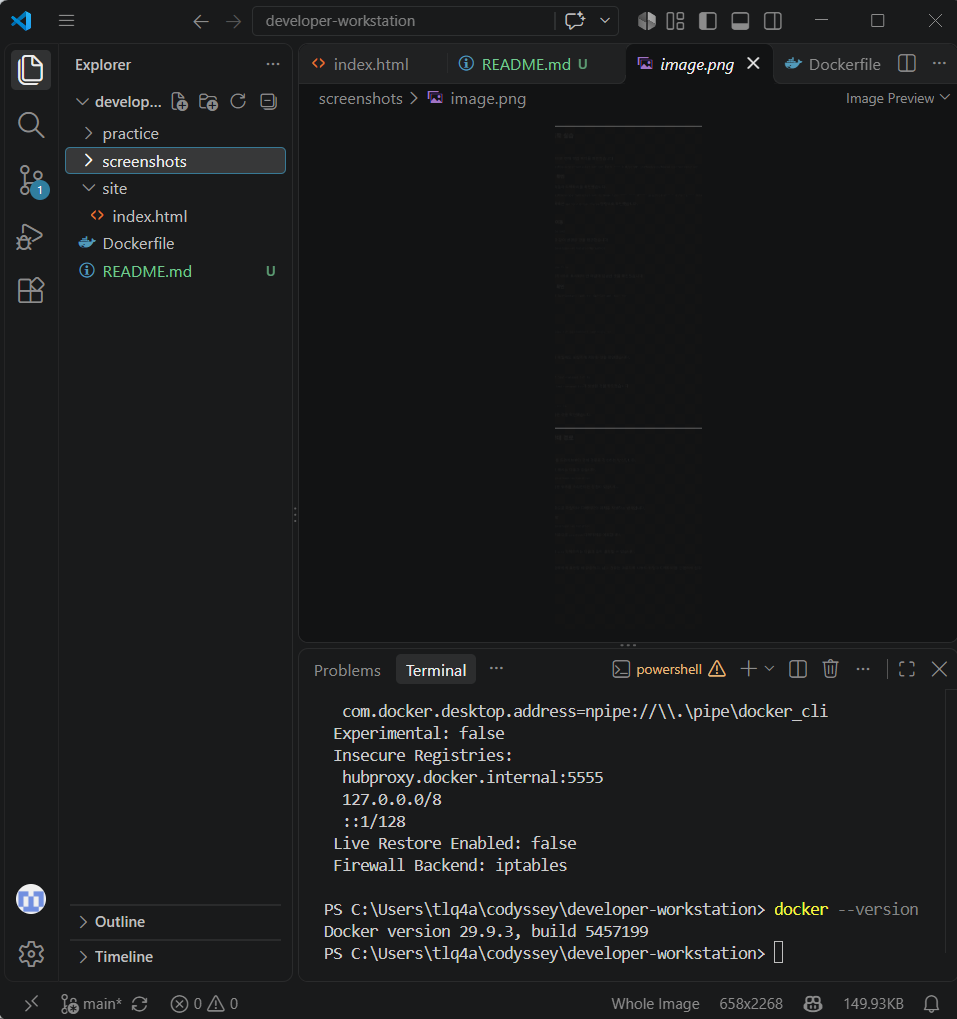 developer-workstation
Explorer
develop...
practice
screenshots
site
index.html
Dockerfile
README.md U
1
Outline
Timeline
index.html
README.md U
image.png
Dockerfile
screenshots > image.png
Image Preview
Problems
Terminal
powershell
com.docker.desktop.address=npipe://\\.\pipe\docker_cli
Experimental: false
Insecure Registries:
hubproxy.docker.internal:5555
127.0.0.0/8
::1/128
Live Restore Enabled: false
Firewall Backend: iptables
PS C:\Users\tlq4a\codyssey\developer-workstation> docker --version
Docker version 29.9.3, build 5457199
PS C:\Users\tlq4a\codyssey\developer-workstation>
main* 0 0
Whole Image 658x2268 149.93KB